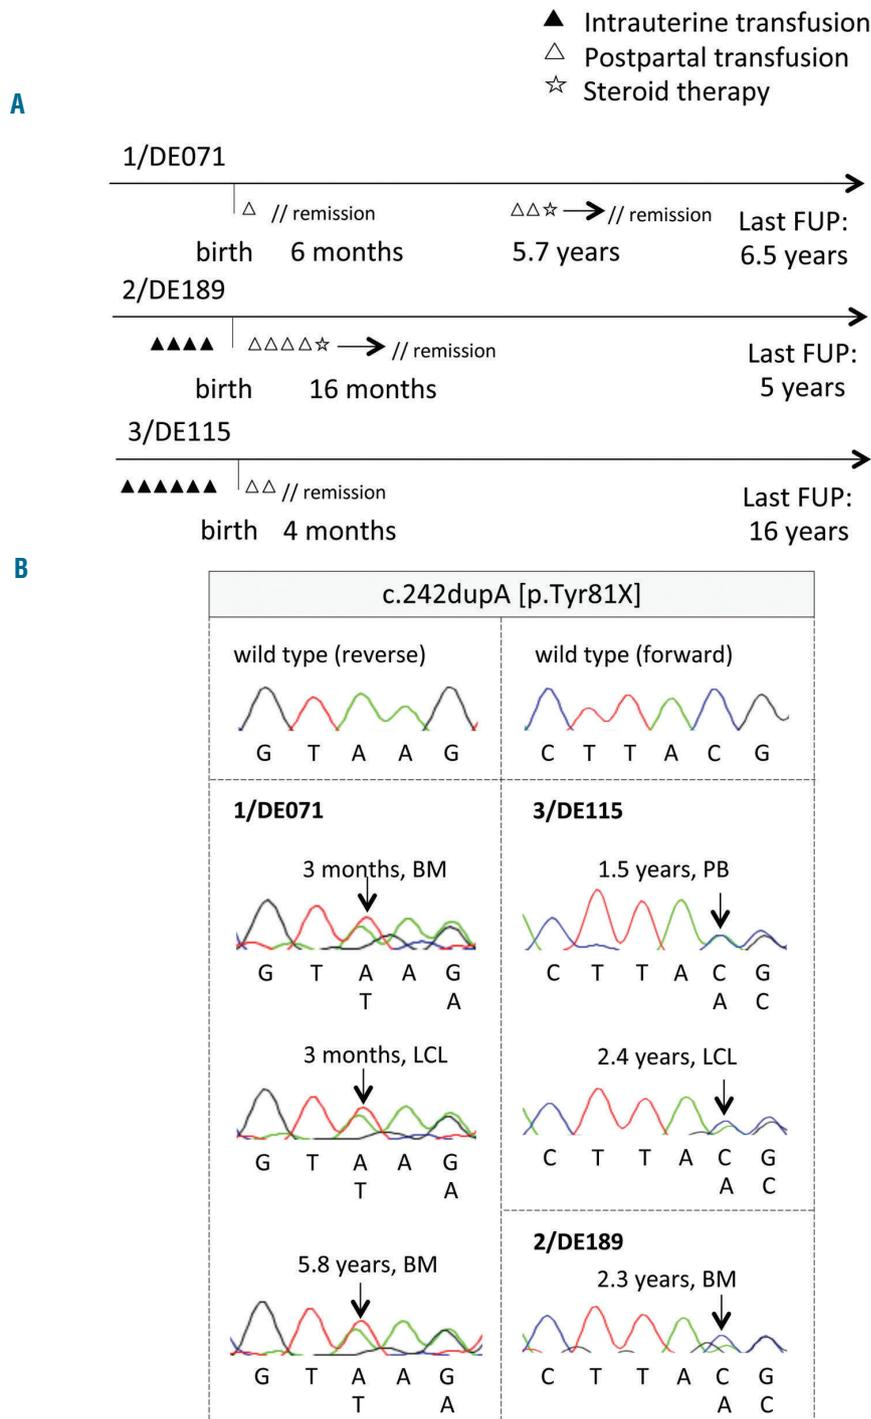 ▲ Intrauterine transfusion
△ Postpartal transfusion
☆ Steroid therapy
A
1/DE071
△ // remission
△△☆ // remission
Last FUP:
birth 6 months 5.7 years 6.5 years
2/DE189
▲▲▲▲ △△△△☆ // remission
Last FUP:
birth 16 months 5 years
3/DE115
▲▲▲▲▲▲ △△ // remission
Last FUP:
birth 4 months 16 years
B
c.242dupA [p.Tyr81X]
wild type (reverse)
G T A A G
wild type (forward)
C T T A C G
1/DE071
3 months, BM
G T A A G
T A
3 months, LCL
G T A A G
T A
5.8 years, BM
G T A A G
T A
3/DE115
1.5 years, PB
C T T A C G
A C
2.4 years, LCL
C T T A C G
A C
2/DE189
2.3 years, BM
C T T A C G
A C